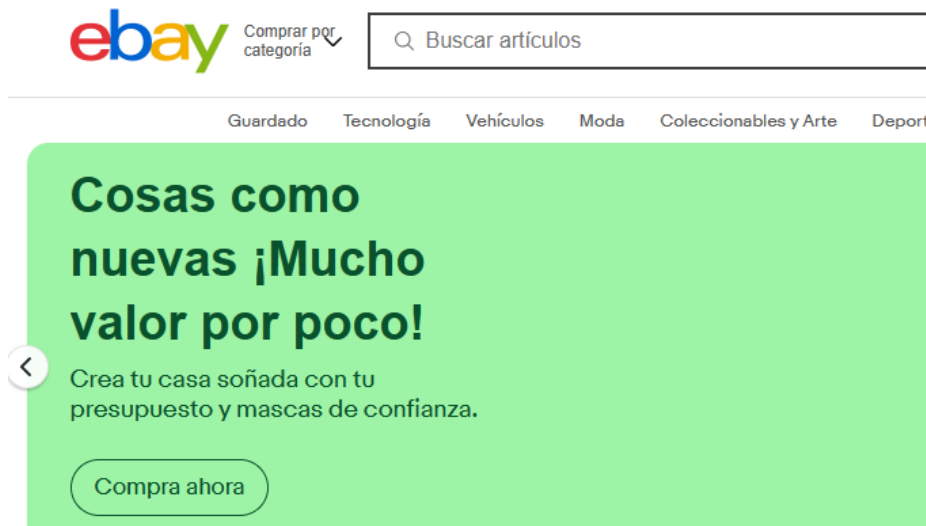 ebay
Comprar por
categoría
Buscar artículos
Guardado Tecnología Vehículos Moda Coleccionables y Arte Deport
Cosas como
nuevas ¡Mucho
valor por poco!
Crea tu casa soñada con tu
presupuesto y mascas de confianza.
Compra ahora